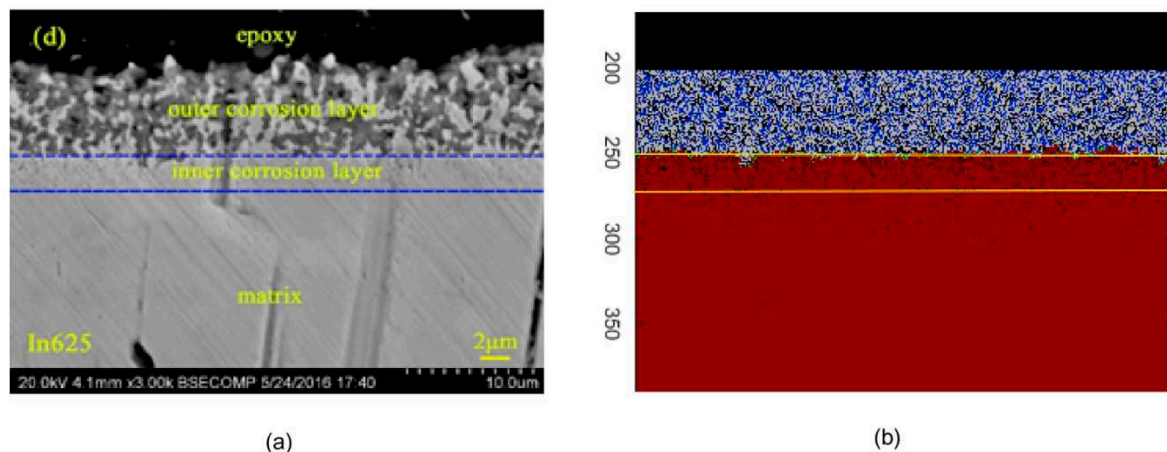 (d)
epoxy
outer corrosion layer
inner corrosion layer
matrix
In625
2μm
20.0kV 4.1mm x3.00k BSECOMP 5/24/2016 17:40
10.0um
(a)
200
250
300
350
(b)